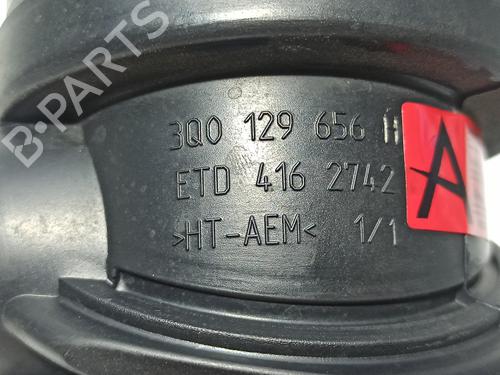 B-PARTS
3Q0 129 656 H
A
ETD 416 2742
>HT-AEM< 1/1